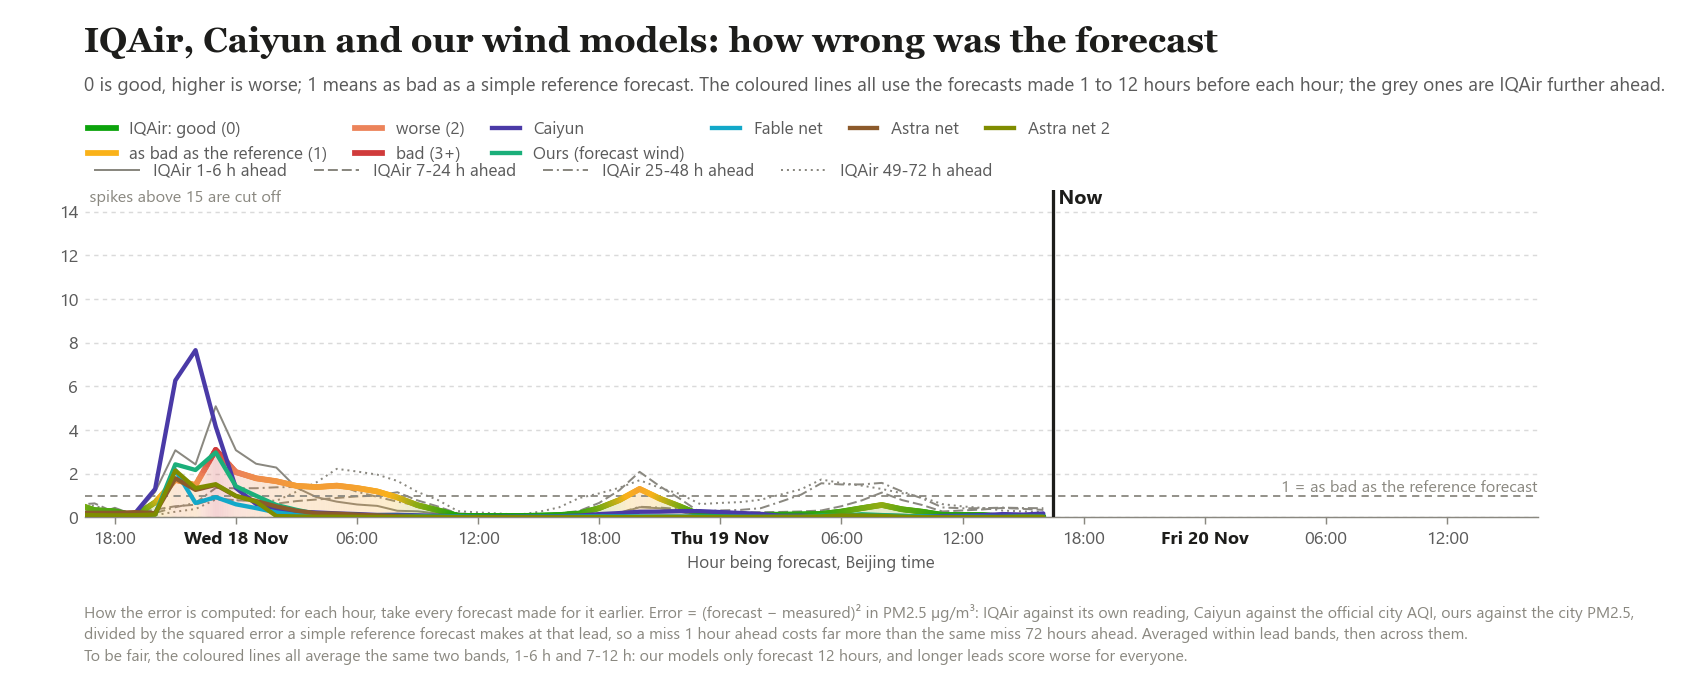 IQAir, Caiyun and our wind models: how wrong was the forecast
0 is good, higher is worse; 1 means as bad as a simple reference forecast. The coloured lines all use the forecasts made 1 to 12 hours before each hour; the grey ones are IQAir further ahead.
IQAir: good (0) worse (2) Caiyun Fable net Astra net Astra net 2
as bad as the reference (1) bad (3+) Ours (forecast wind)
IQAir 1-6 h ahead IQAir 7-24 h ahead IQAir 25-48 h ahead IQAir 49-72 h ahead
spikes above 15 are cut off
Now
14
12
10
8
6
4
2
0
1 = as bad as the reference forecast
18:00 Wed 18 Nov 06:00 12:00 18:00 Thu 19 Nov 06:00 12:00 18:00 Fri 20 Nov 06:00 12:00
Hour being forecast, Beijing time
How the error is computed: for each hour, take every forecast made for it earlier. Error = (forecast − measured)² in PM2.5 µg/m³: IQAir against its own reading, Caiyun against the official city AQI, ours against the city PM2.5,
divided by the squared error a simple reference forecast makes at that lead, so a miss 1 hour ahead costs far more than the same miss 72 hours ahead. Averaged within lead bands, then across them.
To be fair, the coloured lines all average the same two bands, 1-6 h and 7-12 h: our models only forecast 12 hours, and longer leads score worse for everyone.